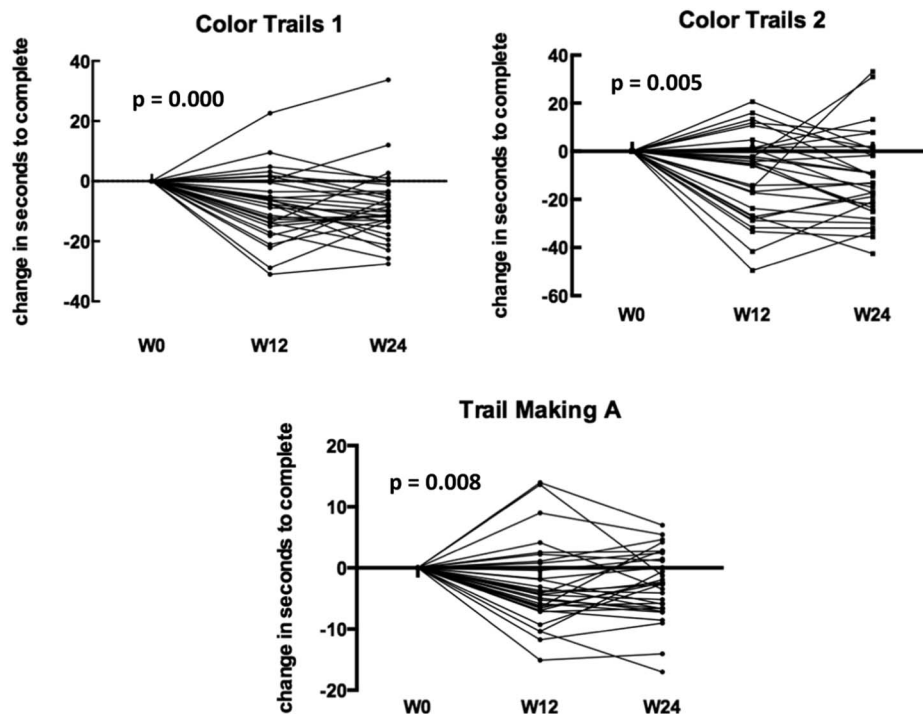 Color Trails 1
change in seconds to complete
40
20
0
-20
-40
p = 0.000
W0 W12 W24
Color Trails 2
change in seconds to complete
40
20
0
-20
-40
-60
p = 0.005
W0 W12 W24
Trail Making A
change in seconds to complete
20
10
0
-10
-20
p = 0.008
W0 W12 W24